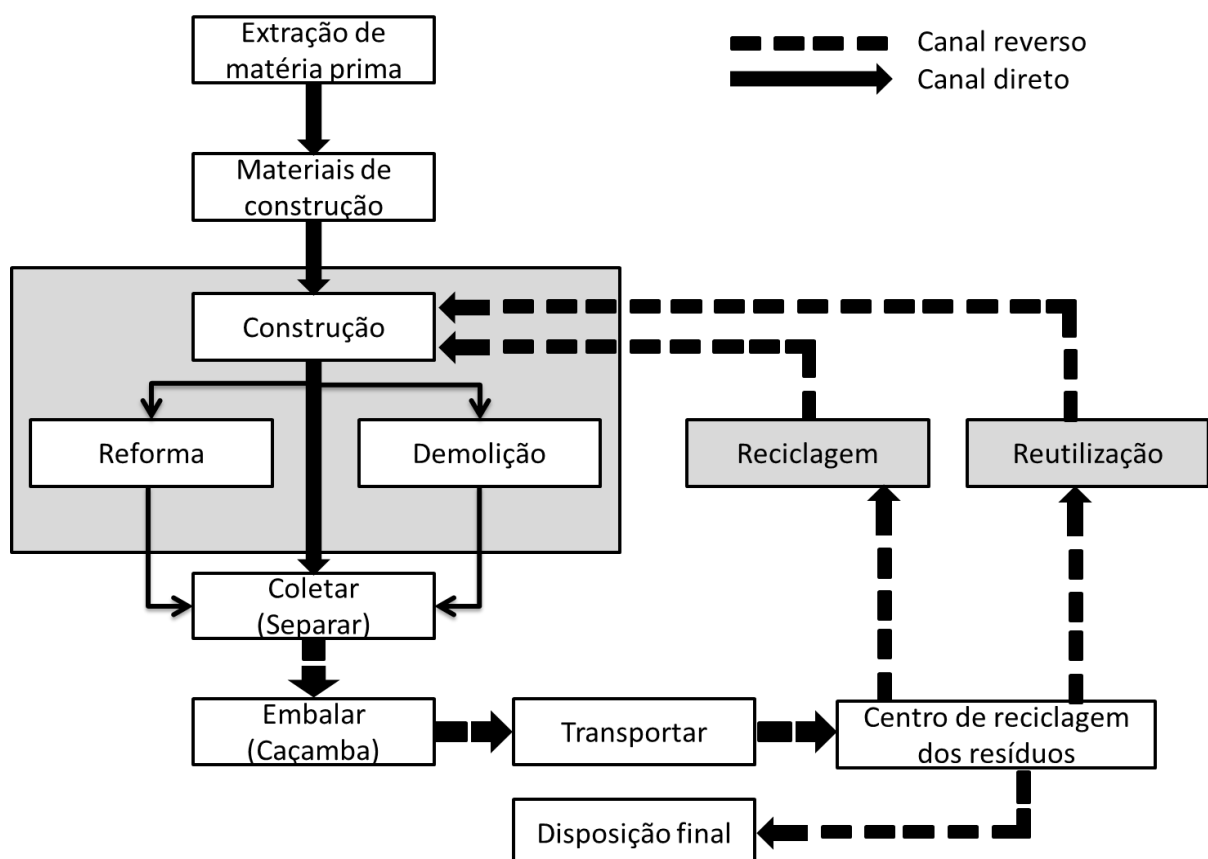 Extração de
matéria prima
Canal reverso
Canal direto
Materiais de
construção
Construção
Reforma
Demolição
Reciclagem
Reutilização
Coletar
(Separar)
Embalar
(Caçamba)
Transportar
Centro de reciclagem
dos resíduos
Disposição final